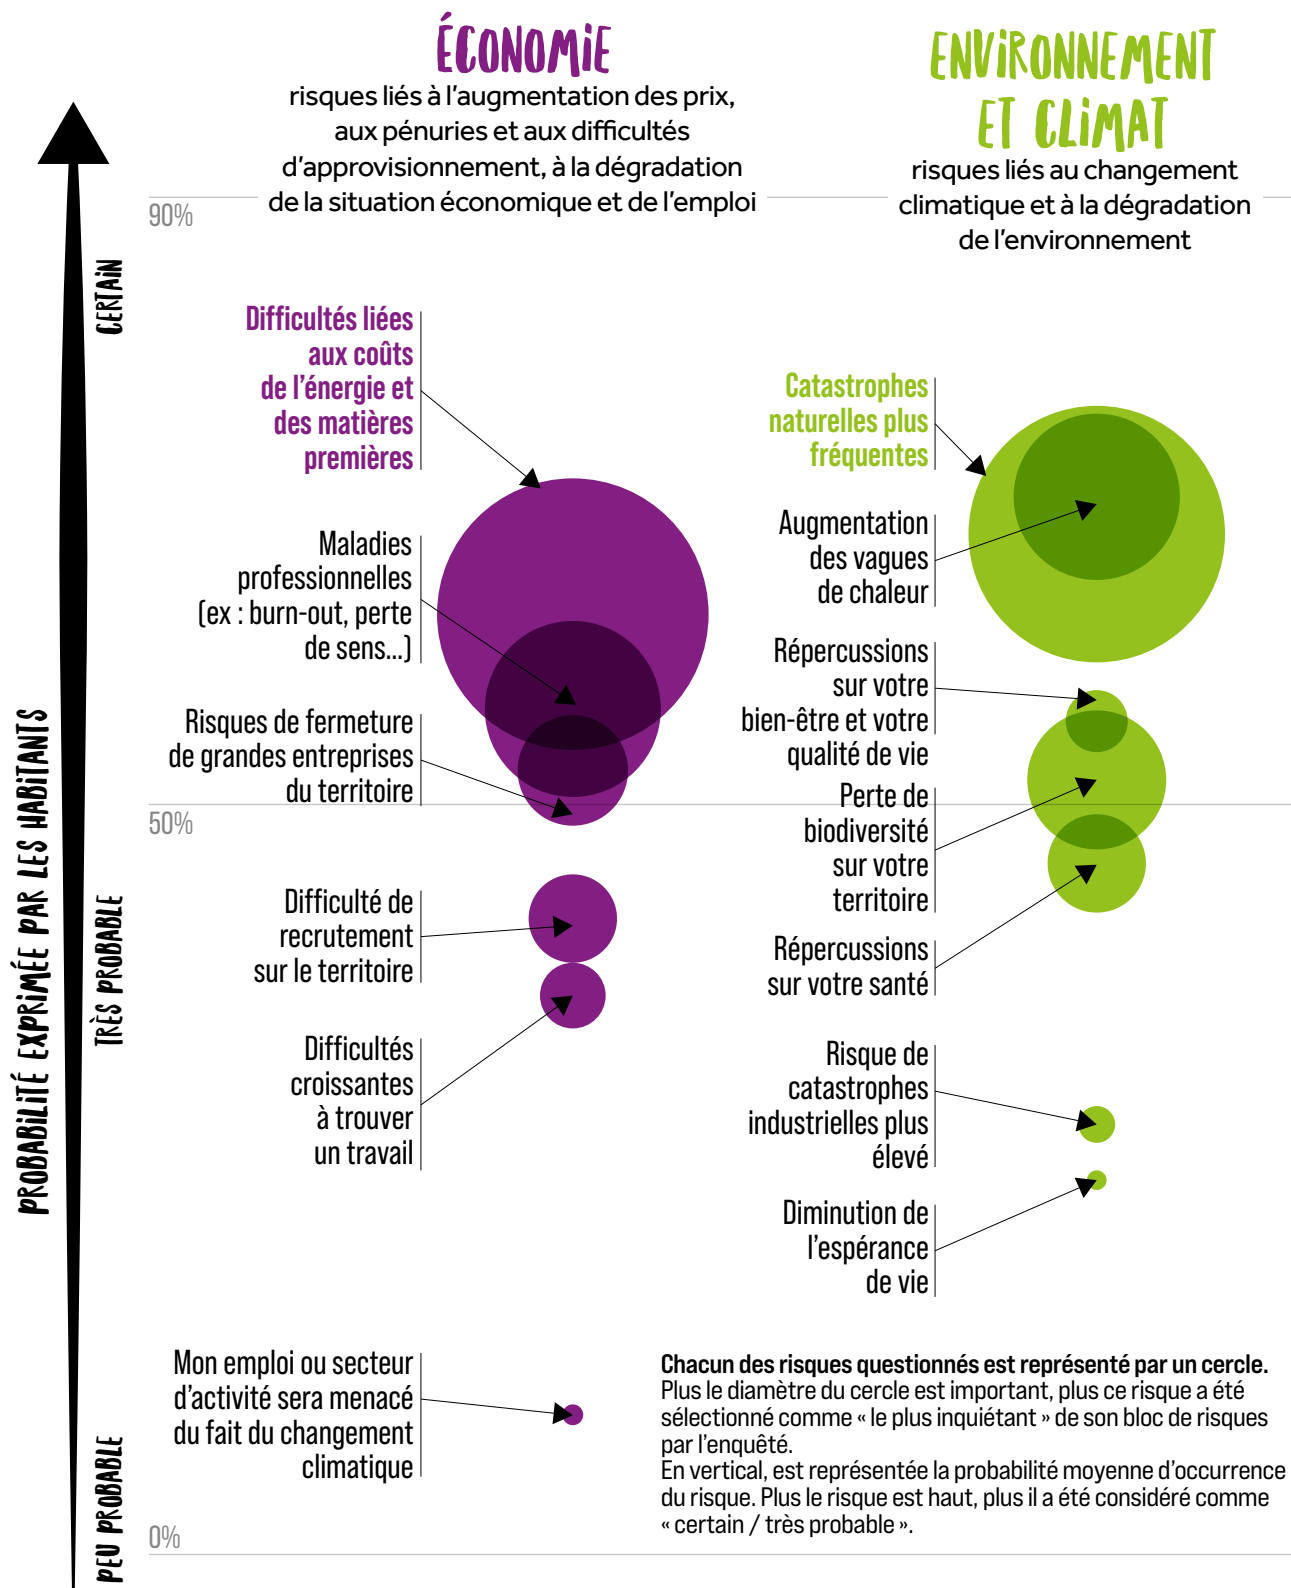 ÉCONOMiE
risques liés à l'augmentation des prix,
aux pénuries et aux difficultés
d'approvisionnement, à la dégradation
de la situation économique et de l'emploi
ENViRONNEMENT
ET CLiMAT
risques liés au changement
climatique et à la dégradation
de l'environnement
PROBABiLiTÉ EXPRiMÉE PAR LES HABiTANTS
90%
CERTAiN
50%
TRÈS PROBABLE
0%
PEU PROBABLE
Difficultés liées
aux coûts
de l'énergie et
des matières
premières
Maladies
professionnelles
(ex : burn-out, perte
de sens...)
Risques de fermeture
de grandes entreprises
du territoire
Difficulté de
recrutement
sur le territoire
Difficultés
croissantes
à trouver
un travail
Mon emploi ou secteur
d'activité sera menacé
du fait du changement
climatique
Catastrophes
naturelles plus
fréquentes
Augmentation
des vagues
de chaleur
Répercussions
sur votre
bien-être et votre
qualité de vie
Perte de
biodiversité
sur votre
territoire
Répercussions
sur votre santé
Risque de
catastrophes
industrielles plus
élevé
Diminution de
l'espérance
de vie
Chacun des risques questionnés est représenté par un cercle.
Plus le diamètre du cercle est important, plus ce risque a été
sélectionné comme « le plus inquiétant » de son bloc de risques
par l'enquêté.
En vertical, est représentée la probabilité moyenne d'occurrence
du risque. Plus le risque est haut, plus il a été considéré comme
« certain / très probable ».